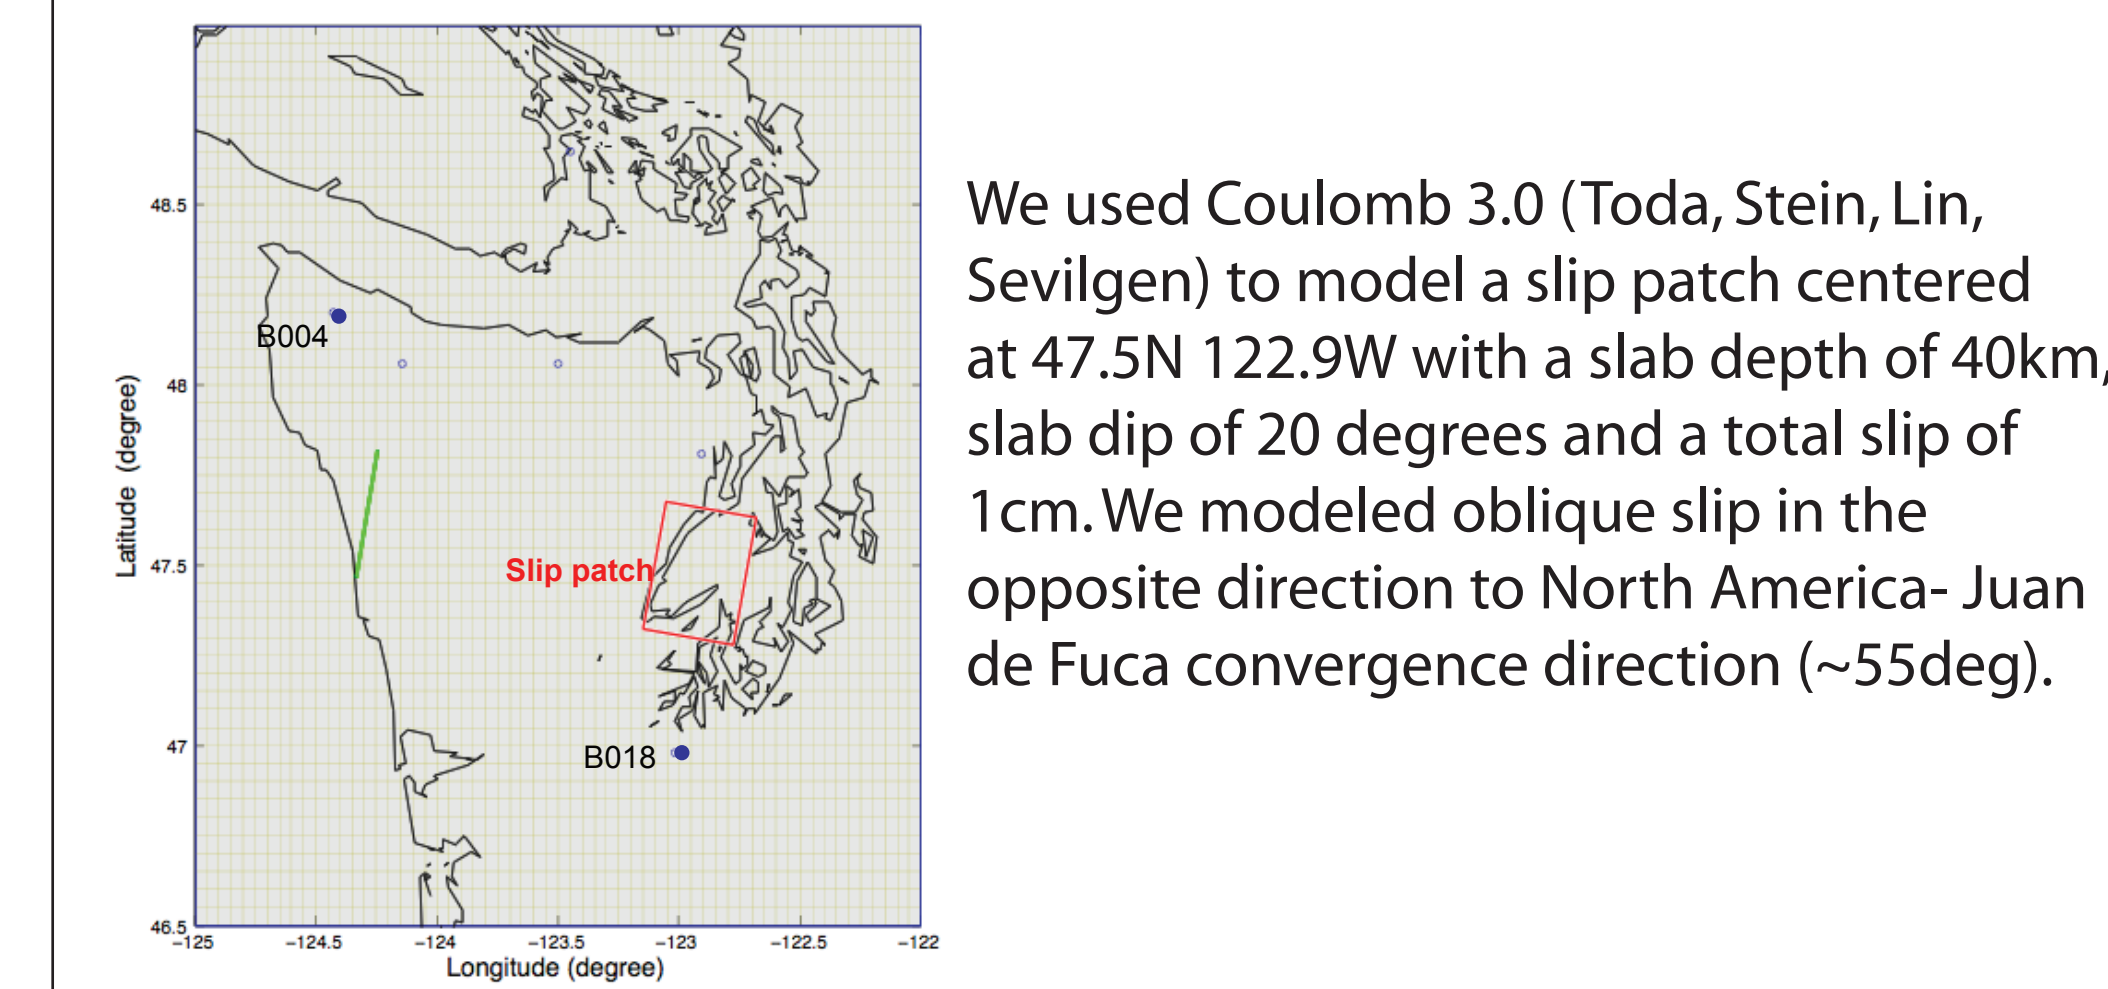 48.5
48
47.5
47
46.5
Latitude (degree)
B004
Slip patch
B018
−125
−124.5
−124
−123.5
−123
−122.5
−122
Longitude (degree)
We used Coulomb 3.0 (Toda, Stein, Lin,
Sevilgen) to model a slip patch centered
at 47.5N 122.9W with a slab depth of 40km,
slab dip of 20 degrees and a total slip of
1cm. We modeled oblique slip in the
opposite direction to North America- Juan
de Fuca convergence direction (~55deg).